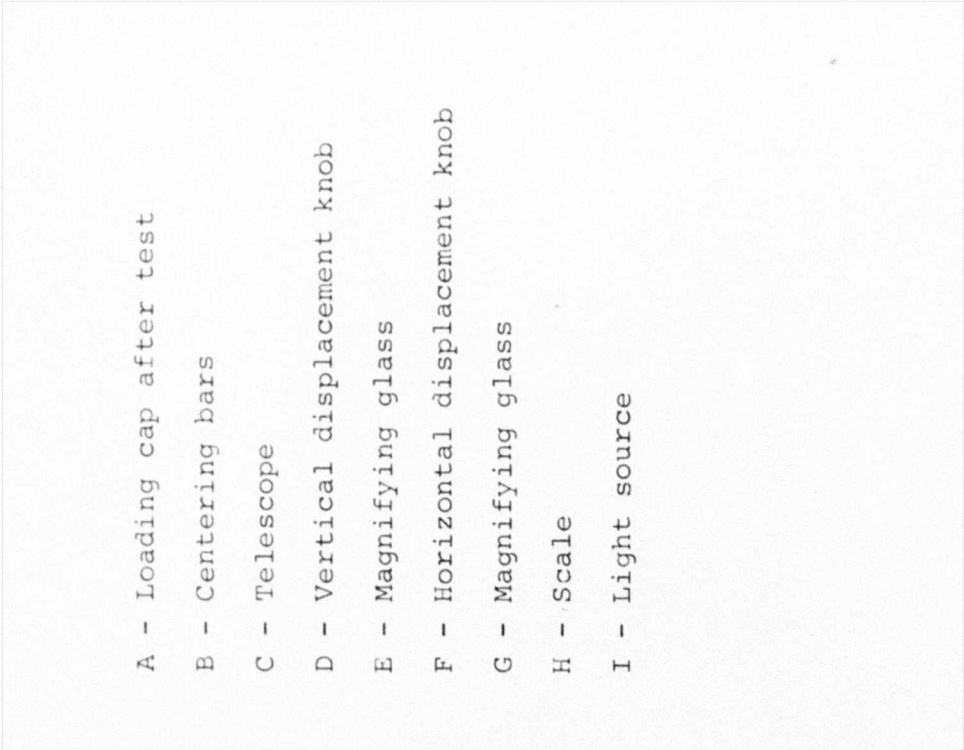 A - Loading cap after test
B - Centering bars
C - Telescope
D - Vertical displacement knob
E - Magnifying glass
F - Horizontal displacement knob
G - Magnifying glass
H - Scale
I - Light source